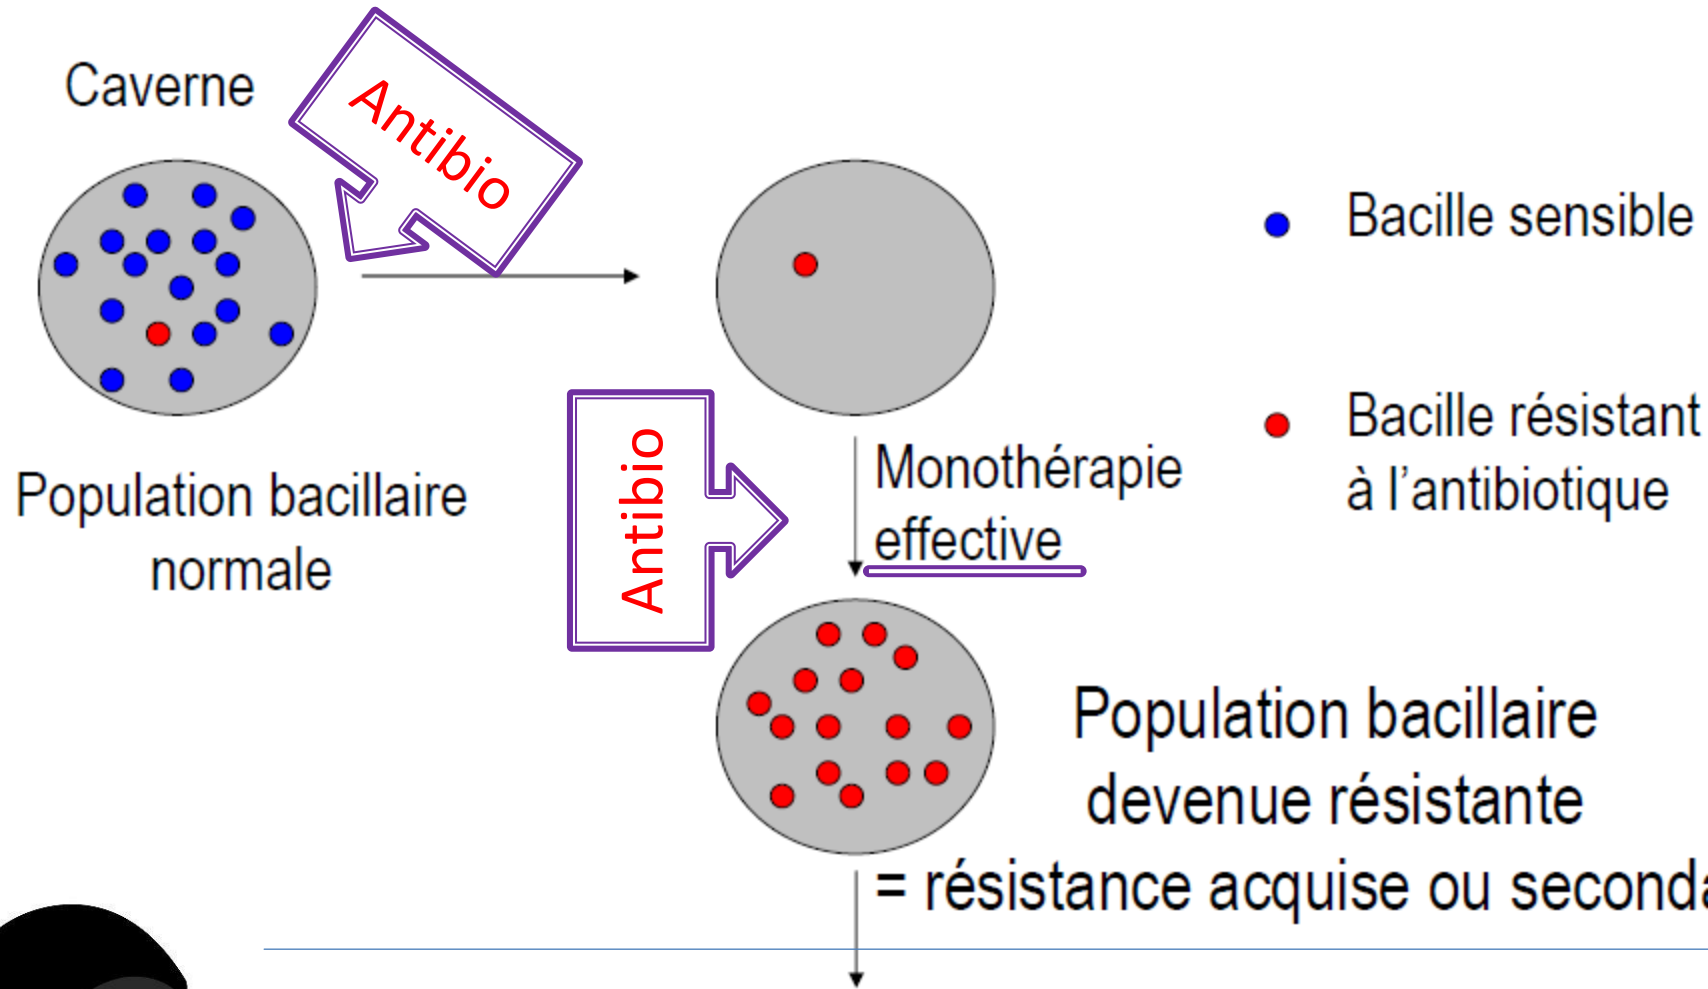 Caverne
Antibio
Bacille sensible
Population bacillaire
normale
Antibio
Monothérapie
effective
Bacille résistant
à l'antibiotique
Population bacillaire
devenue résistante
= résistance acquise ou